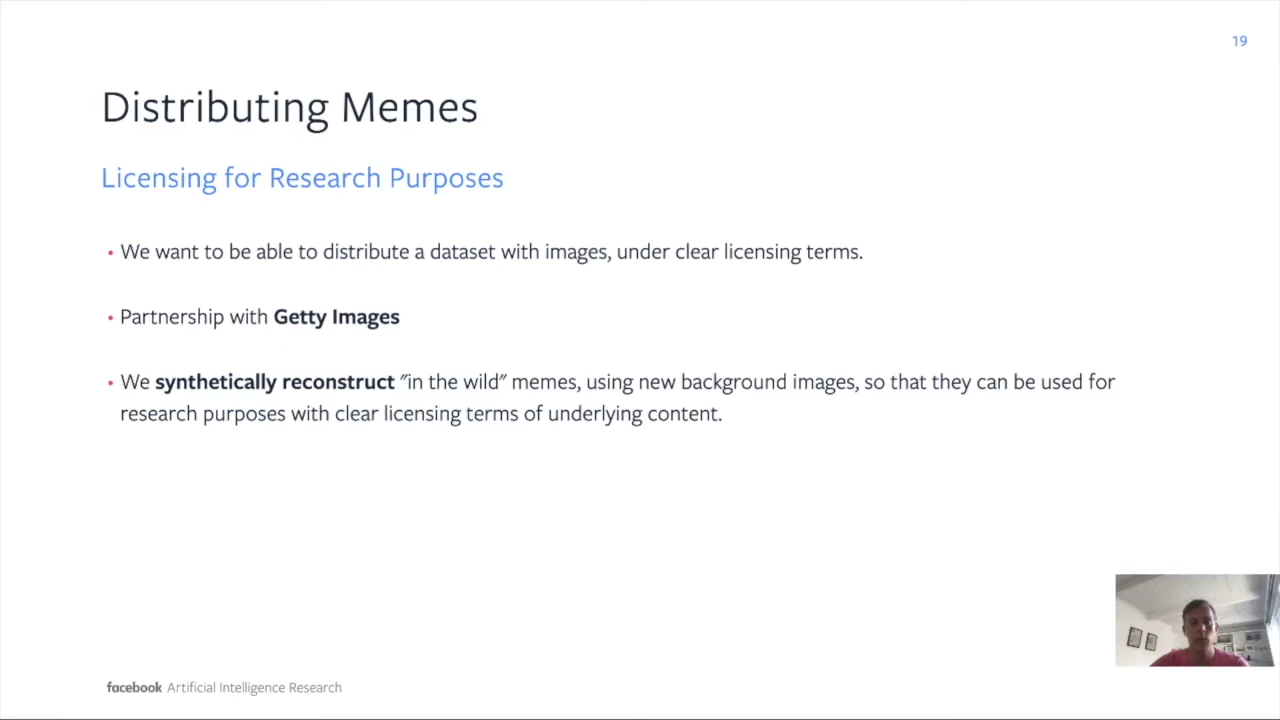 19
Distributing Memes
Licensing for Research Purposes
• We want to be able to distribute a dataset with images, under clear licensing terms.
• Partnership with Getty Images
• We synthetically reconstruct "in the wild" memes, using new background images, so that they can be used for
research purposes with clear licensing terms of underlying content.
facebook Artificial Intelligence Research